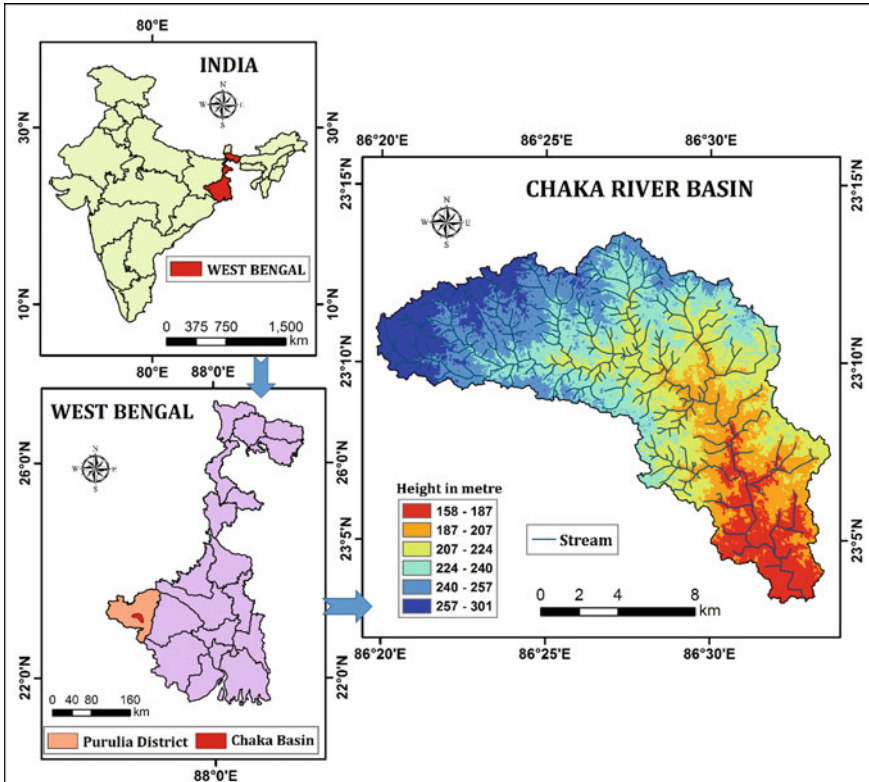 80°E
INDIA
N
W E
S
30°N
30°N
10°N
10°N
WEST BENGAL
0 375 750 1,500
km
80°E
88°0'E
WEST BENGAL
N
W E
S
26°0'N
26°0'N
22°0'N
22°0'N
0 40 80 160
km
Purulia District
Chaka Basin
88°0'E
86°20'E
86°25'E
86°30'E
CHAKA RIVER BASIN
N
W E
S
23°15'N
23°15'N
23°10'N
23°10'N
23°5'N
23°5'N
Height in metre
158 - 187
187 - 207
207 - 224
224 - 240
240 - 257
257 - 301
Stream
0 2 4 8
km
86°20'E
86°25'E
86°30'E